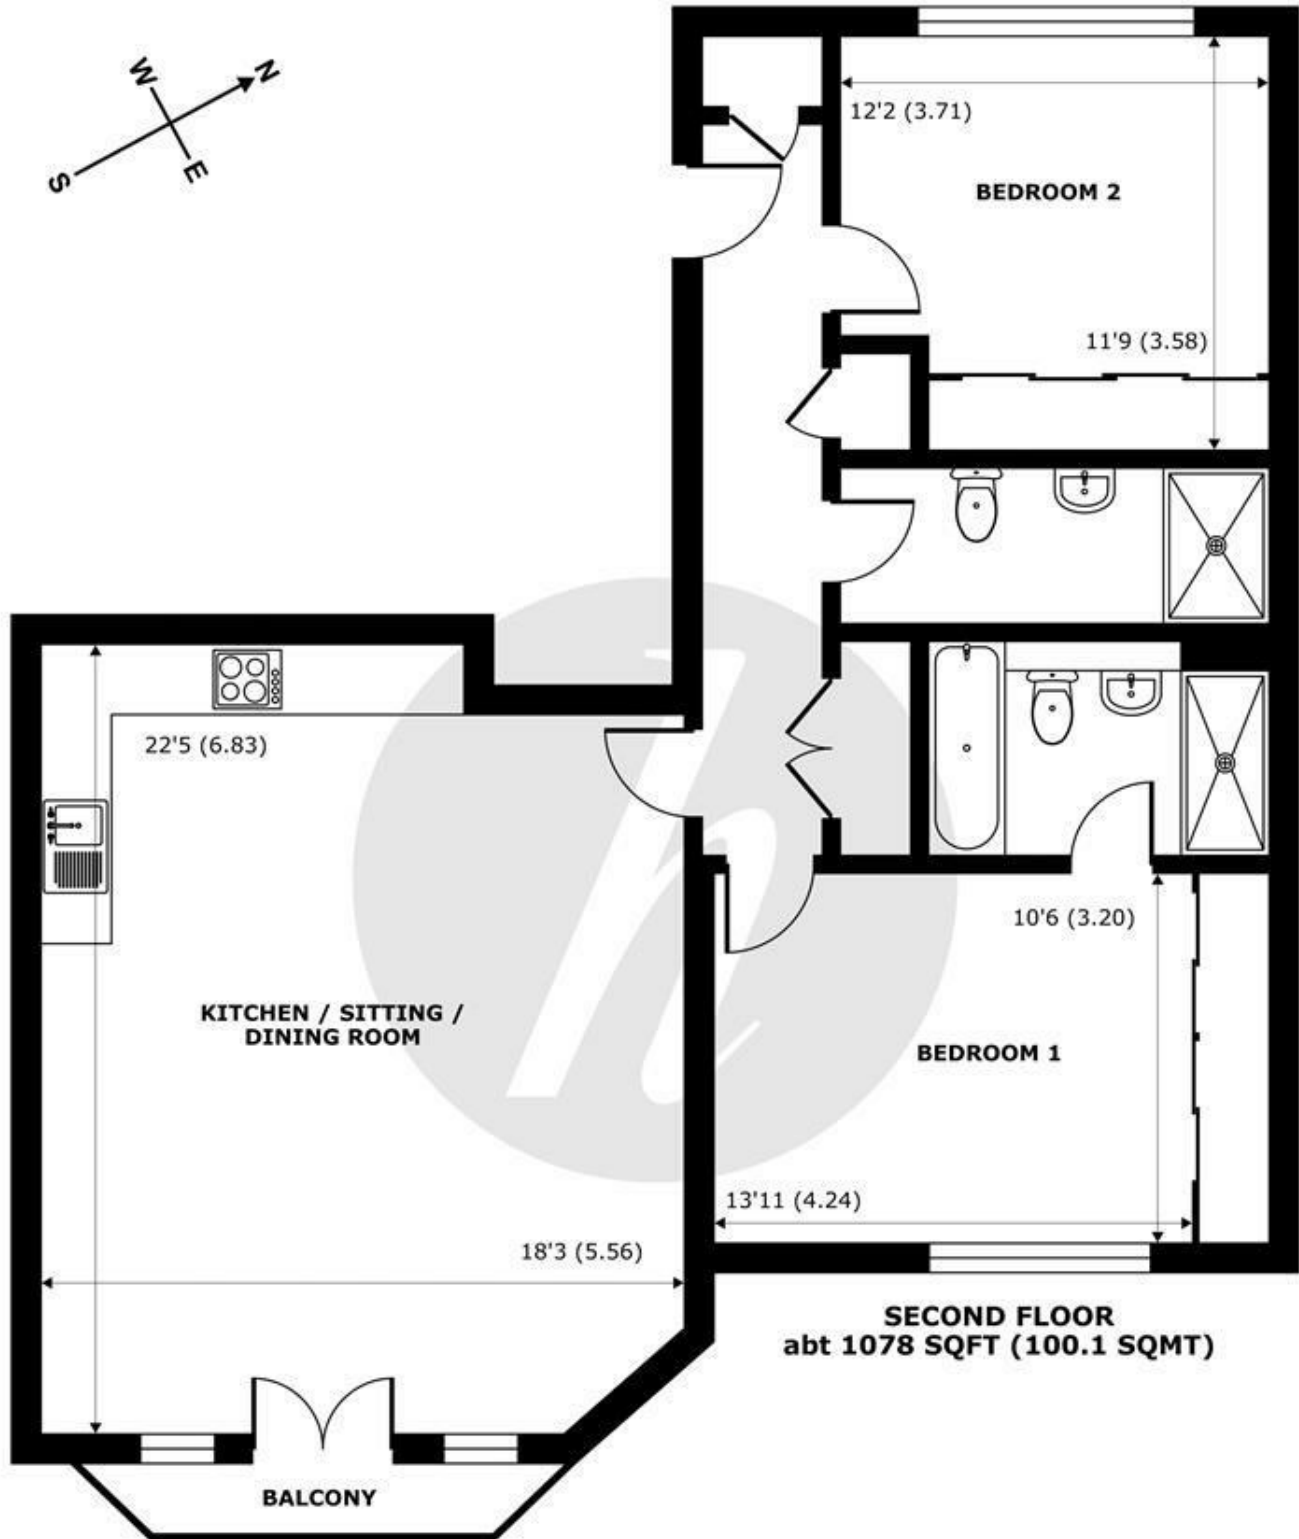 W
N
S
E
12'2 (3.71)
BEDROOM 2
11'9 (3.58)
22'5 (6.83)
10'6 (3.20)
KITCHEN / SITTING /
DINING ROOM
BEDROOM 1
13'11 (4.24)
18'3 (5.56)
SECOND FLOOR
abt 1078 SQFT (100.1 SQMT)
BALCONY
h